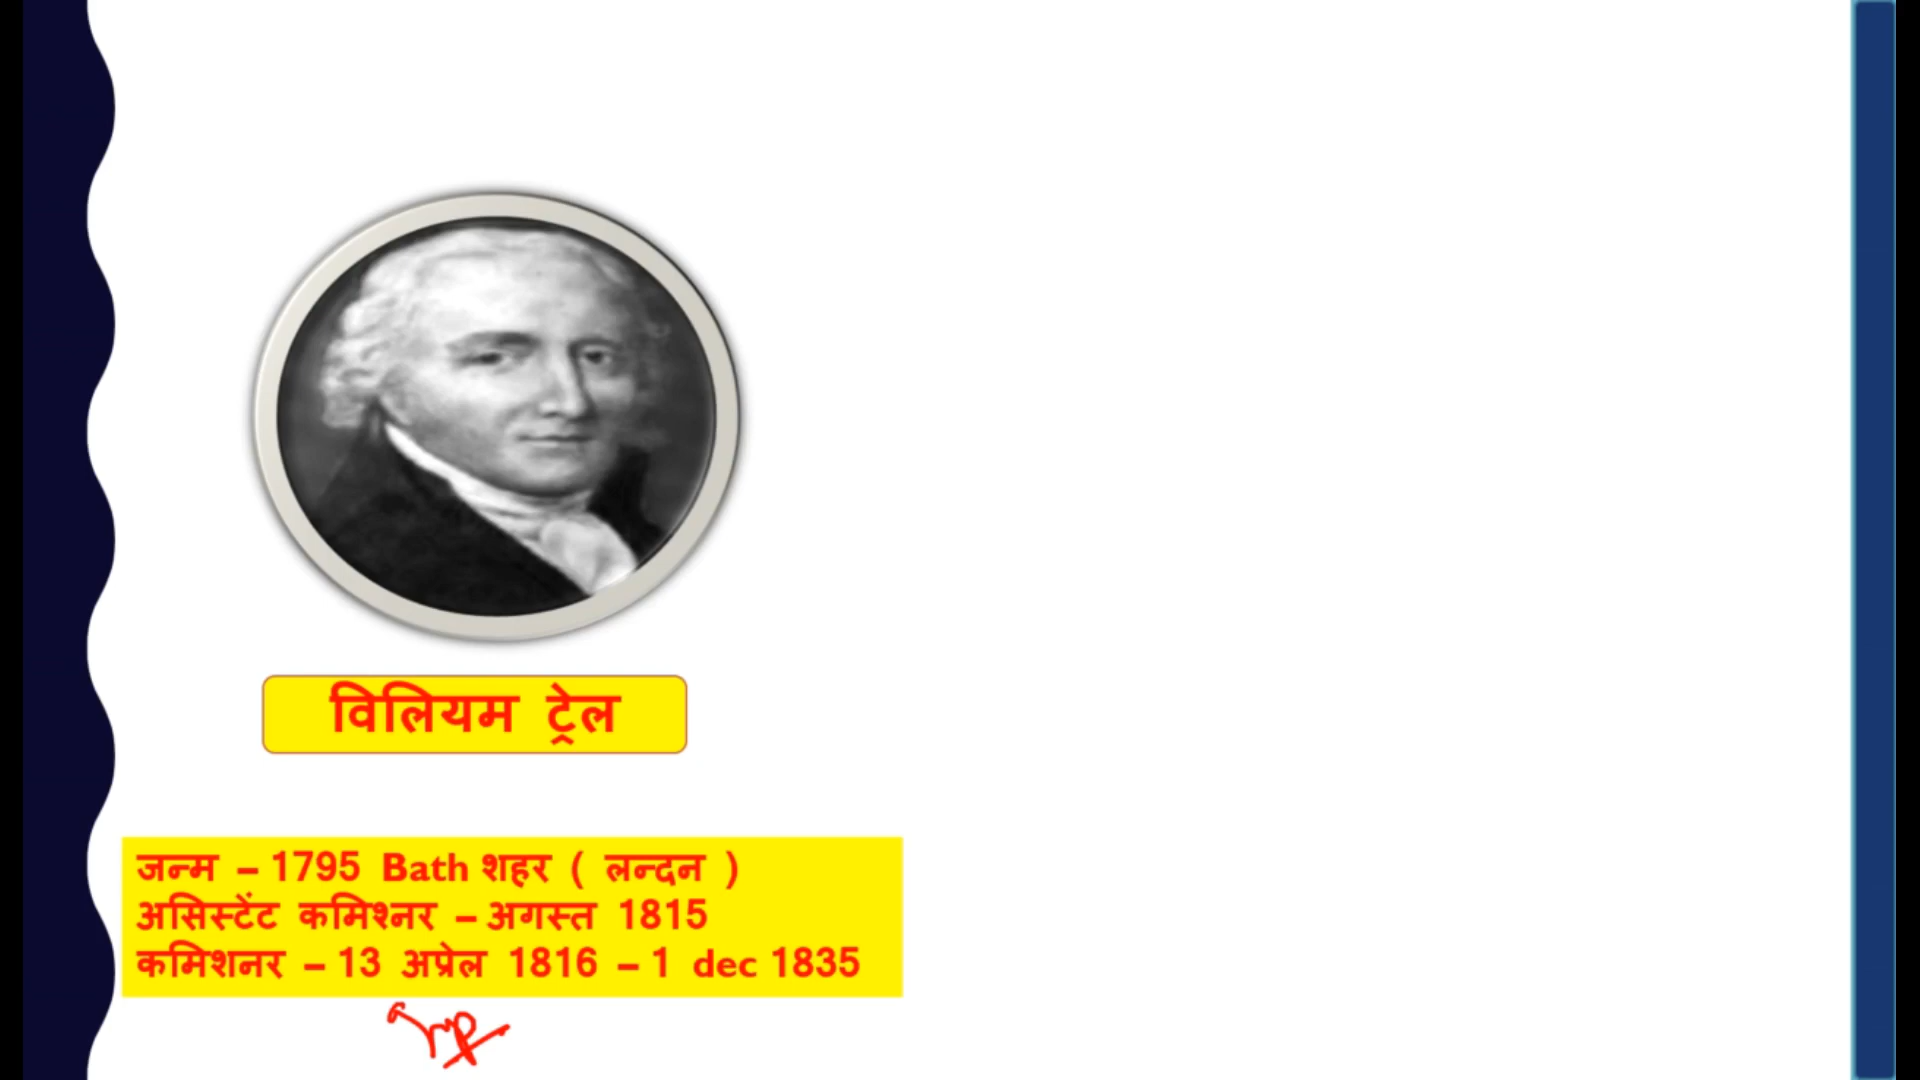 विलियम ट्रेल
जन्म – 1795 Bath शहर ( लन्दन )
असिस्टेंट कमिश्नर – अगस्त 1815
कमिशनर – 13 अप्रेल 1816 – 1 dec 1835